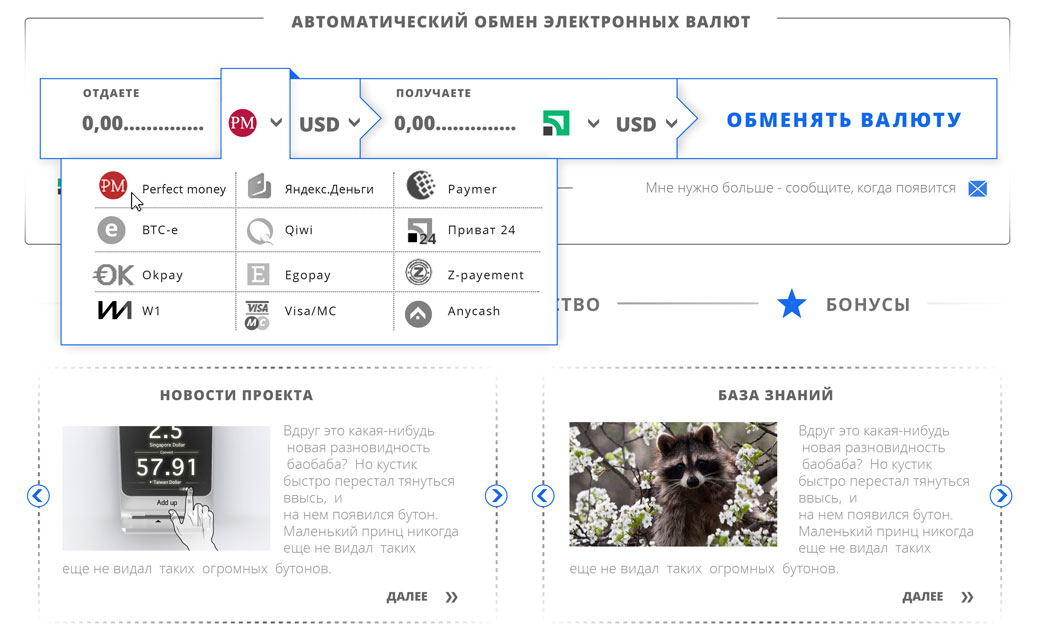 АВТОМАТИЧЕСКИЙ ОБМЕН ЭЛЕКТРОННЫХ ВАЛЮТ
ОТДАЕТЕ
0,00..............
PM
USD
ПОЛУЧАЕТЕ
0,00..............
USD
ОБМЕНЯТЬ ВАЛЮТУ
PM Perfect money
Яндекс.Деньги
Paymer
Мне нужно больше - сообщите, когда появится
e BTC-e
Qiwi
24 Приват 24
OK Okpay
E Egopay
Z Z-payement
W1
VISA MC Visa/MC
Anycash
СТВО
БОНУСЫ
НОВОСТИ ПРОЕКТА
2.5
Singapore Dollar
Convert
57.91
Taiwan Dollar
Add up
Вдруг это какая-нибудь
новая разновидность
баобаба? Но кустик
быстро перестал тянуться
ввысь, и
на нем появился бутон.
Маленький принц никогда
еще не видал таких
еще не видал таких огромных бутонов.
ДАЛЕЕ
БАЗА ЗНАНИЙ
Вдруг это какая-нибудь
новая разновидность
баобаба? Но кустик
быстро перестал тянуться
ввысь, и
на нем появился бутон.
Маленький принц никогда
еще не видал таких
еще не видал таких огромных бутонов.
ДАЛЕЕ